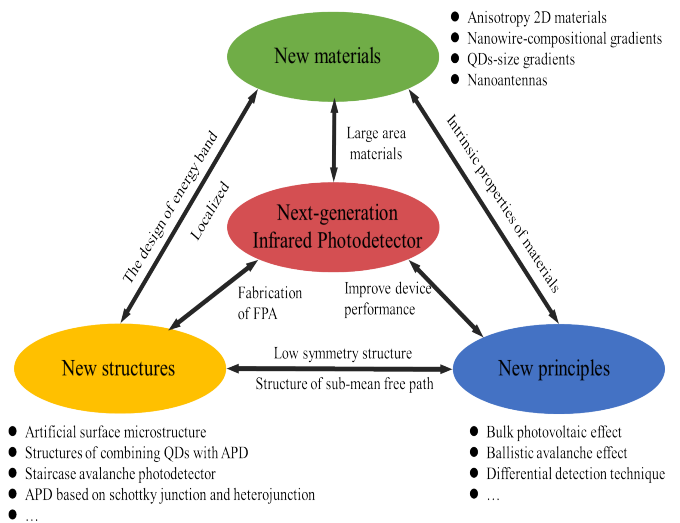 New materials
● Anisotropy 2D materials
● Nanowire-compositional gradients
● QDs-size gradients
● Nanoantennas
The design of energy band
Localized
Large area
materials
Intrinsic properties of materials
Next-generation
Infrared Photodetector
Fabrication
of FPA
Improve device
performance
New structures
Low symmetry structure
Structure of sub-mean free path
New principles
● Artificial surface microstructure
● Structures of combining QDs with APD
● Staircase avalanche photodetector
● APD based on schottky junction and heterojunction
● …
● Bulk photovoltaic effect
● Ballistic avalanche effect
● Differential detection technique
● …